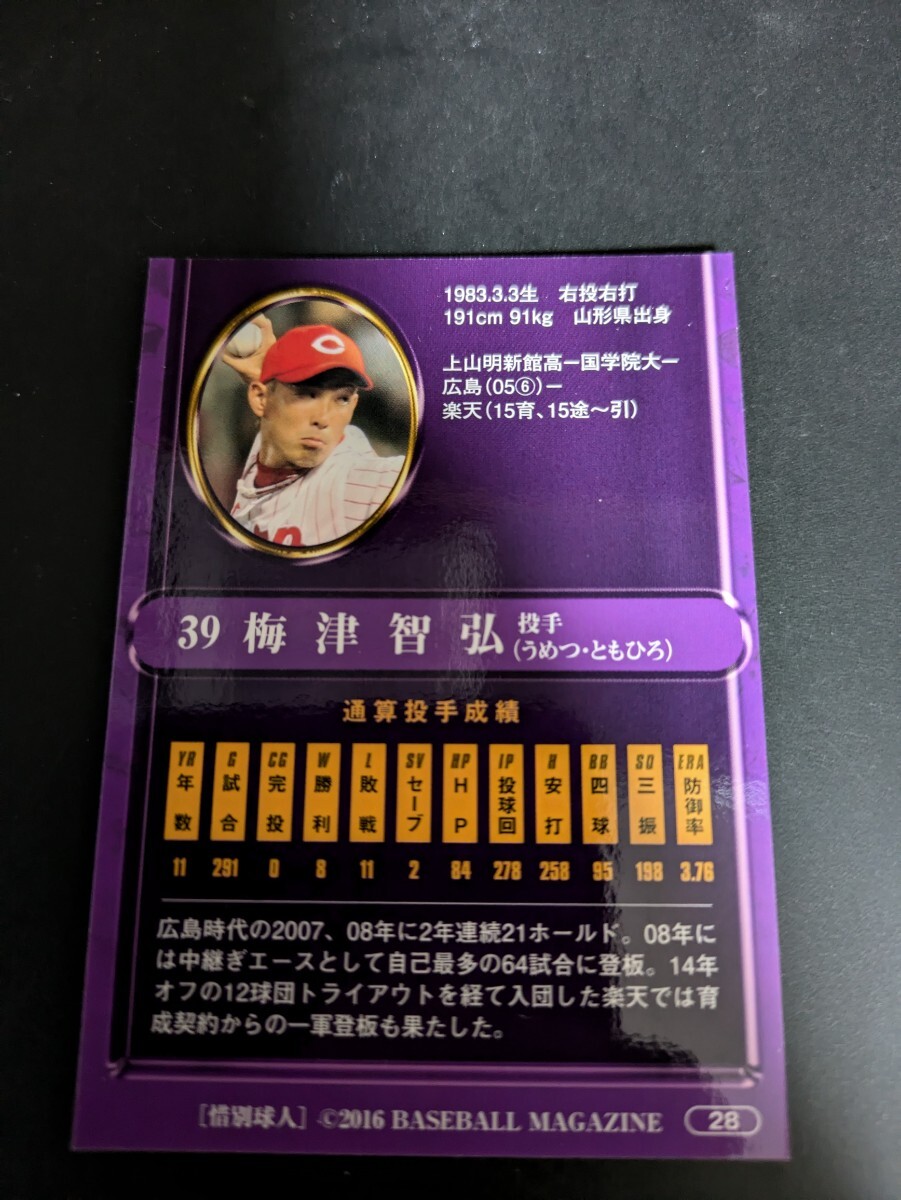 1983.3.3生 右投右打
191cm 91kg 山形県出身
上山明新館高ー国学院大ー
広島(05⑥)ー
楽天(15育、15途〜引)
C
39 梅津智弘 投手
(うめつ・ともひろ)
通算投手成績
YR G CG W L SV HP IP H BB SO ERA
年数 試合 完投 勝利 敗戦 セーブ HP 投球回 安打 四球 三振 防御率
11 291 0 8 11 2 84 278 258 95 198 3.76
広島時代の2007、08年に2年連続21ホールド。08年に
は中継ぎエースとして自己最多の64試合に登板。14年
オフの12球団トライアウトを経て入団した楽天では育
成契約からの一軍登板も果たした。
[惜別球人] ©2016 BASEBALL MAGAZINE 28